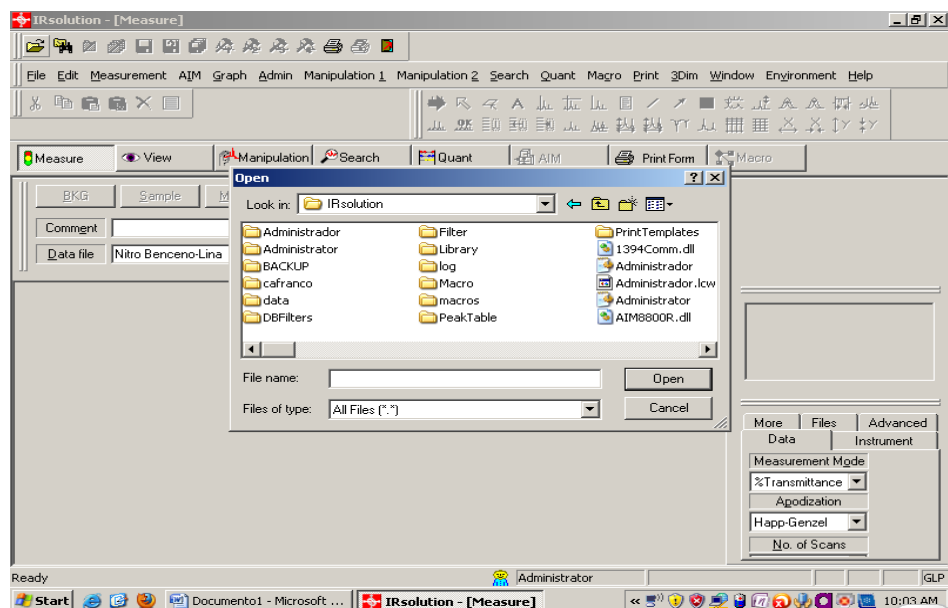 IRsolution - [Measure]
File Edit Measurement AIM Graph Admin Manipulation 1 Manipulation 2 Search Quant Macro Print 3Dim Window Environment Help
Measure View Manipulation Search Quant AIM Print Form Macro
BKG Sample M
Comment
Data file Nitro Benceno-Lina
Open
Look in: IRsolution
Administrador Filter PrintTemplates
Administrator Library 1394Comm.dll
BACKUP log Administrador
cafranco Macro Administrador.lcw
data macros Administrator
DBFilters PeakTable AIM8800R.dll
File name: Open
Files of type: All Files (*.*) Cancel
More Files Advanced
Data Instrument
Measurement Mode
%Transmittance
Apodization
Happ-Genzel
No. of Scans
Ready Administrator GLP
Start Documento1 - Microsoft ... IRsolution - [Measure] 10:03 AM